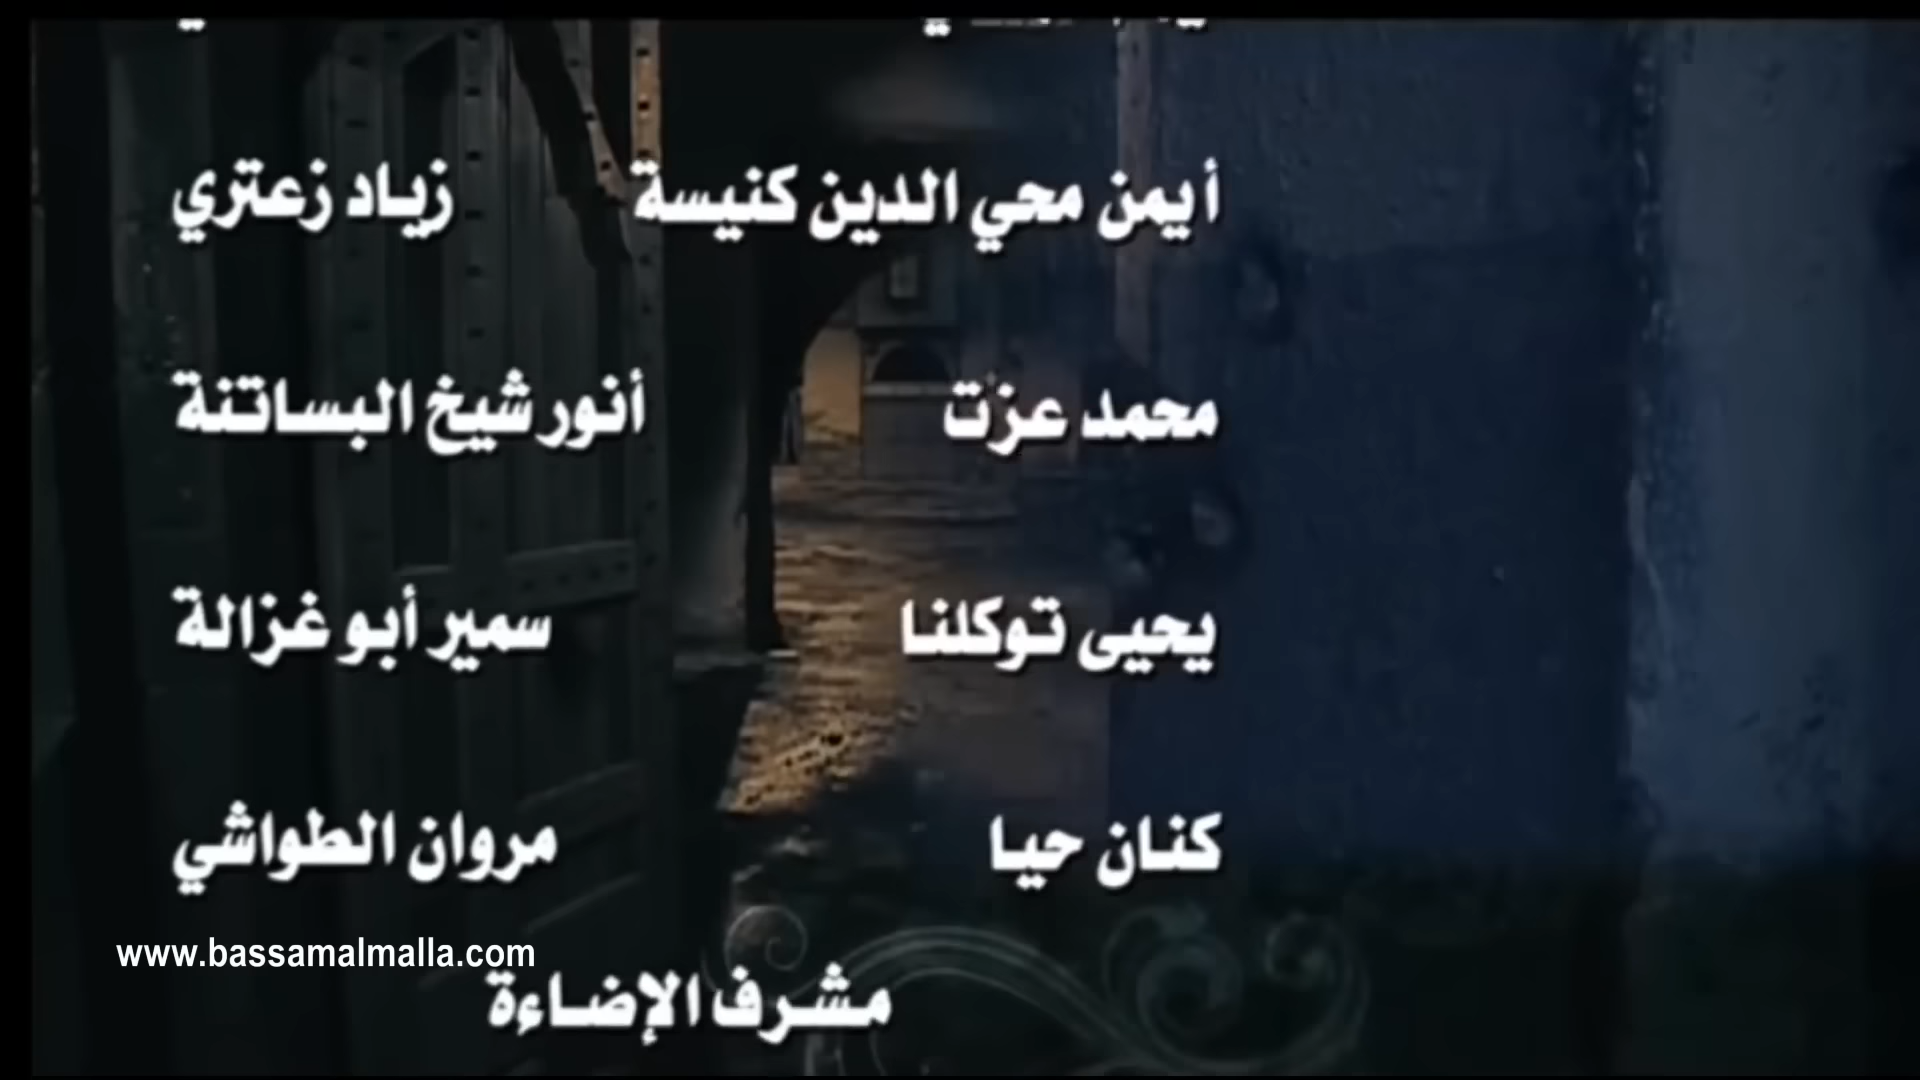 أيمن محي الدين كنيسة زياد زعتري
محمد عزت أنور شيخ البساتنة
يحيى توكلنا سمير أبو غزالة
كنان حيا مروان الطواشي
www.bassamalmalla.com
مشرف الإضاءة